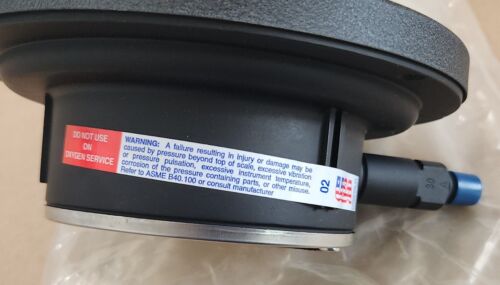 DO NOT USE
ON
OXYGEN SERVICE
WARNING: A failure resulting in injury or damage may be
caused by pressure beyond top of scale, excessive vibration
or pressure pulsation, excessive instrument temperature,
corrosion of the pressure containing parts, or other misuse.
Refer to ASME B40.100 or consult manufacturer
02
30